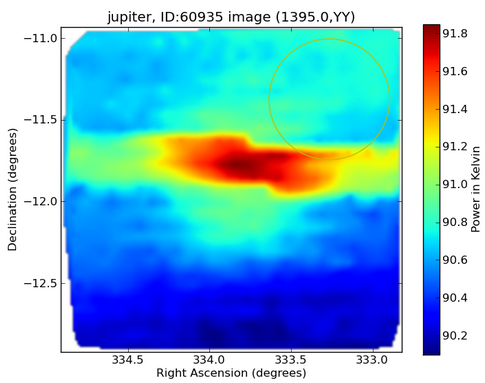 jupiter, ID:60935 image (1395.0,YY)
−11.0
−11.5
−12.0
−12.5
Declination (degrees)
334.5 334.0 333.5 333.0
Right Ascension (degrees)
91.8
91.6
91.4
91.2
91.0
90.8
90.6
90.4
90.2
Power in Kelvin